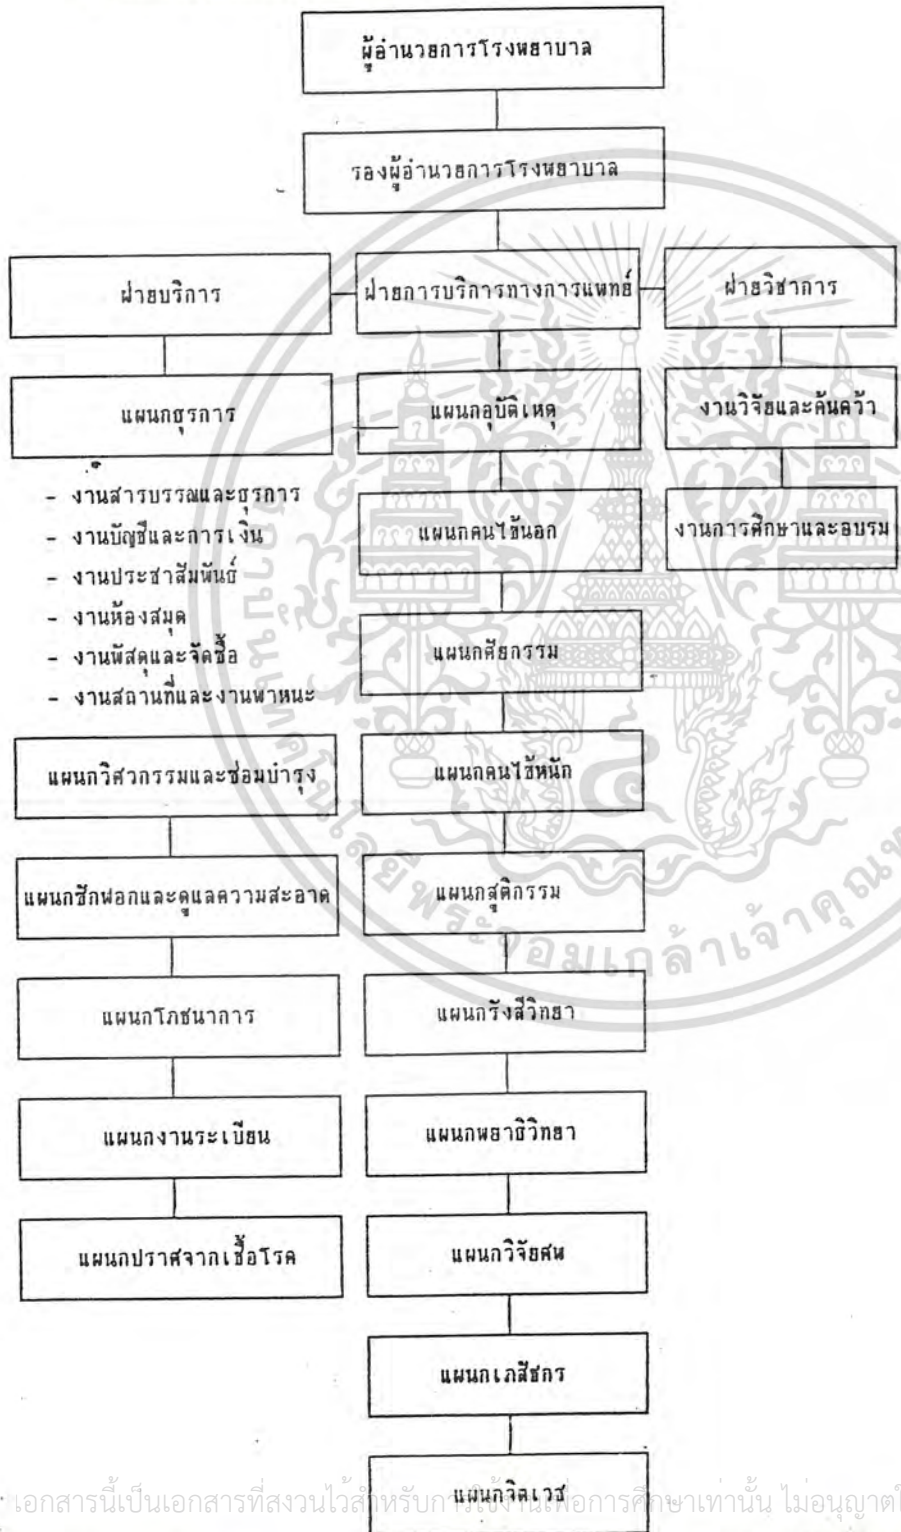 ผู้อำนวยการโรงพยาบาล
รองผู้อำนวยการโรงพยาบาล
ฝ่ายบริการ
ฝ่ายการบริการทางการแพทย์
ฝ่ายวิชาการ
แผนกธุรการ
แผนกอุบัติเหตุ
งานวิจัยและค้นคว้า
- งานสารบรรณและธุรการ
- งานบัญชีและการเงิน
- งานประชาสัมพันธ์
- งานห้องสมุด
- งานพัสดุและจัดซื้อ
- งานสถานที่และงานพาหนะ
แผนกคนไข้นอก
งานการศึกษาและอบรม
แผนกศัยกรรม
แผนกวิศวกรรมและซ่อมบำรุง
แผนกคนไข้หนัก
แผนกซักฟอกและดูแลความสะอาด
แผนกสูติกรรม
แผนกโภชนาการ
แผนกรังสีวิทยา
แผนกงานระเบียน
แผนกพยาธิวิทยา
แผนกปราศจากเชื้อโรค
แผนกวิจัยศพ
แผนกเภสัชกร
แผนกจิตเวช
พระจอมเกล้าเจ้าคุณท
เอกสารนี้เป็นเอกสารที่สงวนไว้สำหรับการใช้งานเพื่อการศึกษาเท่านั้น ไม่อนุญาตใ